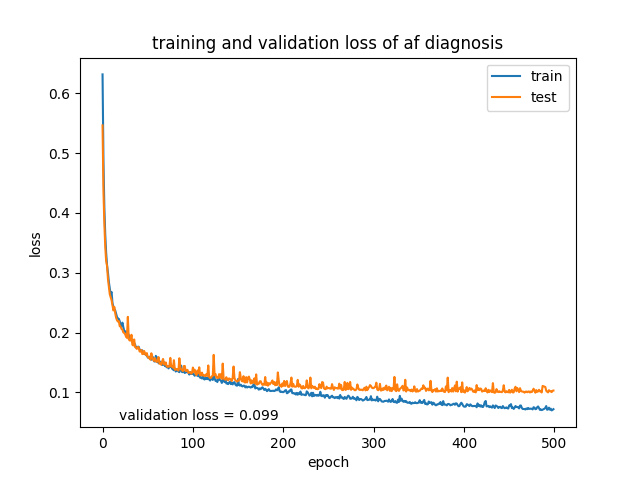 training and validation loss of af diagnosis
train
test
0.6
0.5
0.4
0.3
0.2
0.1
loss
validation loss = 0.099
0 100 200 300 400 500
epoch